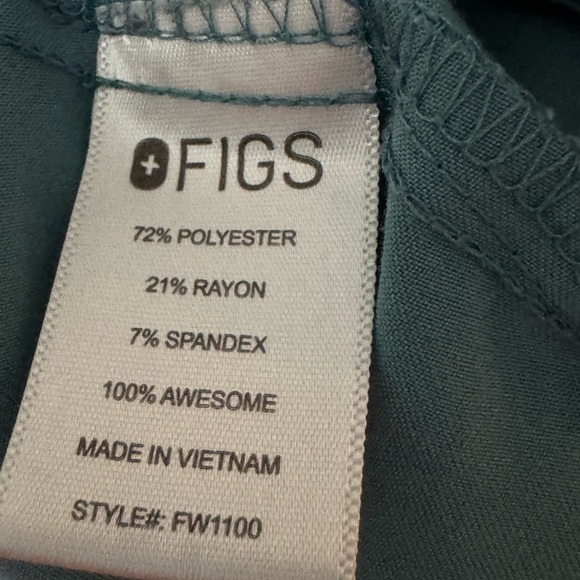 FIGS
72% POLYESTER
21% RAYON
7% SPANDEX
100% AWESOME
MADE IN VIETNAM
STYLE#: FW1100